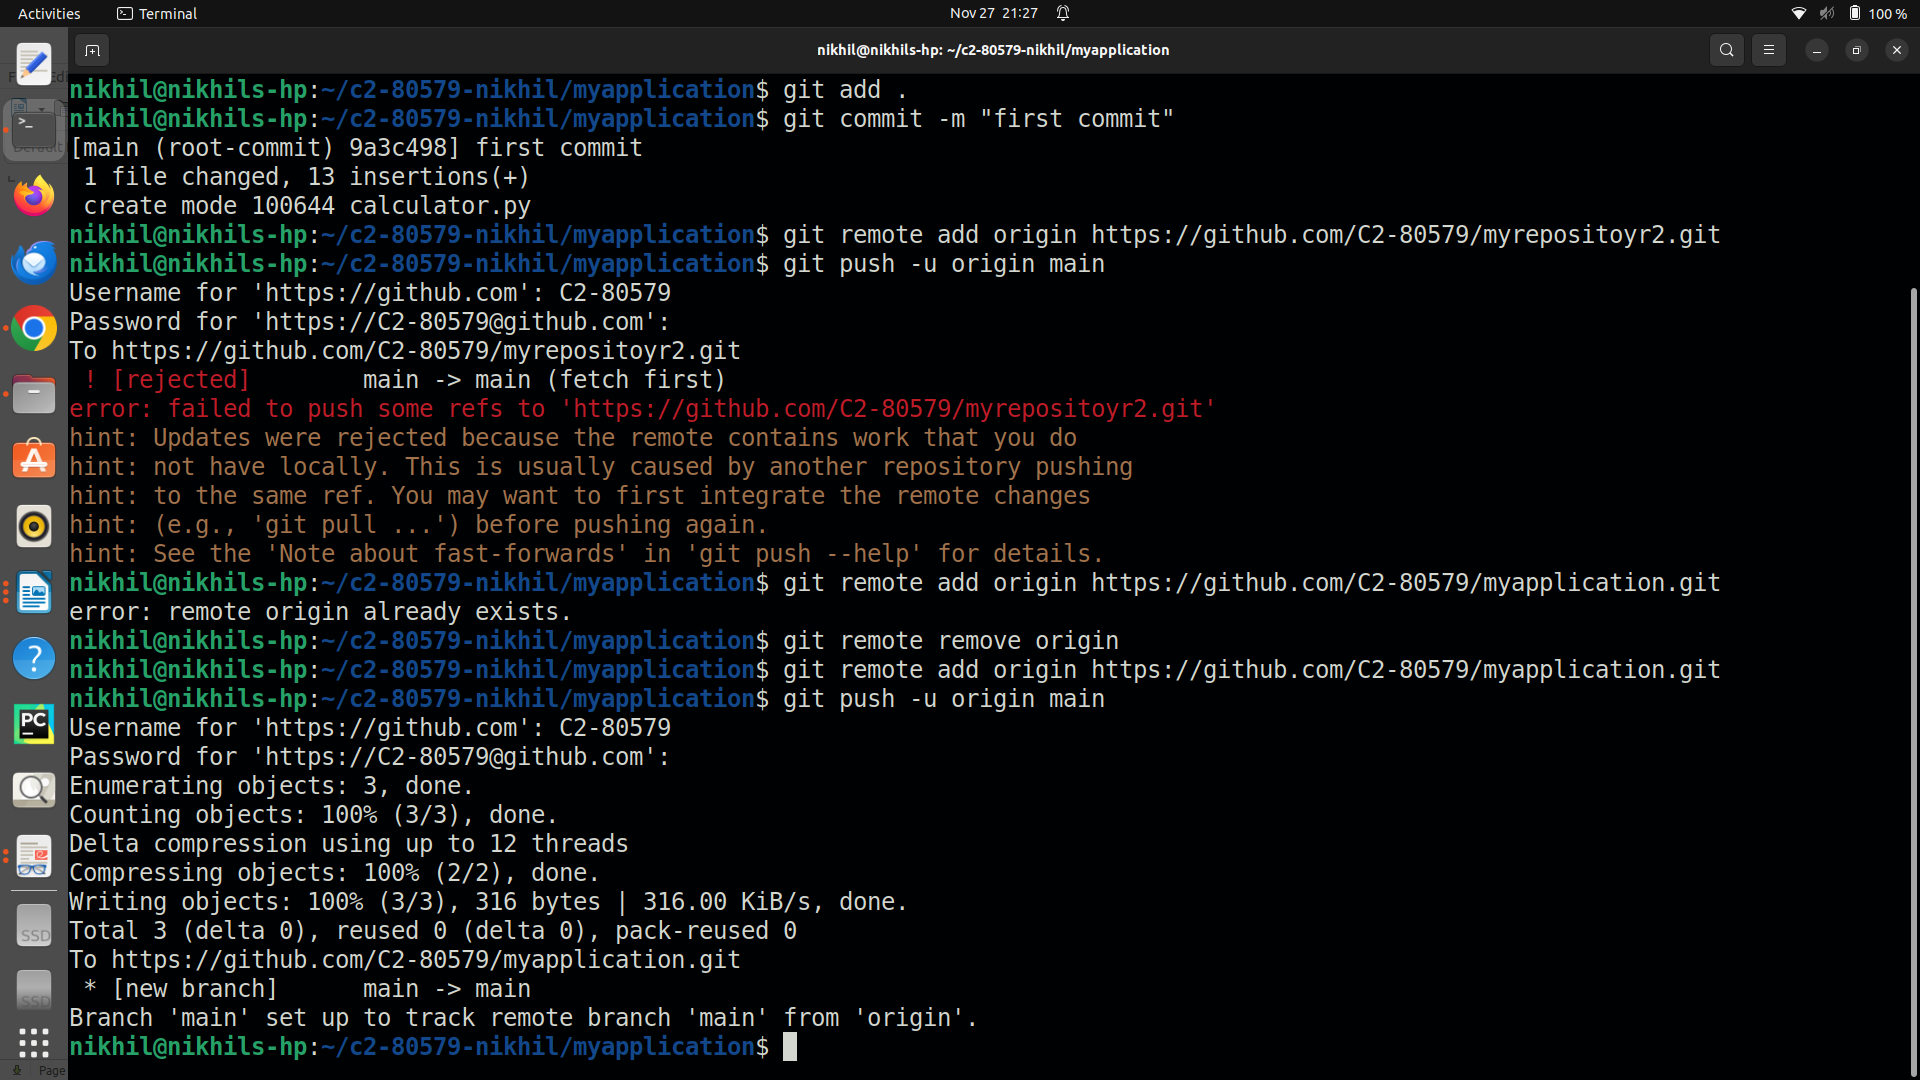 Activities
Terminal
Nov 27 21:27
100 %
nikhil@nikhils-hp: ~/c2-80579-nikhil/myapplication
nikhil@nikhils-hp:~/c2-80579-nikhil/myapplication$ git add .
nikhil@nikhils-hp:~/c2-80579-nikhil/myapplication$ git commit -m "first commit"
[main (root-commit) 9a3c498] first commit
 1 file changed, 13 insertions(+)
 create mode 100644 calculator.py
nikhil@nikhils-hp:~/c2-80579-nikhil/myapplication$ git remote add origin https://github.com/C2-80579/myrepositoyr2.git
nikhil@nikhils-hp:~/c2-80579-nikhil/myapplication$ git push -u origin main
Username for 'https://github.com': C2-80579
Password for 'https://C2-80579@github.com':
To https://github.com/C2-80579/myrepositoyr2.git
 ! [rejected]        main -> main (fetch first)
error: failed to push some refs to 'https://github.com/C2-80579/myrepositoyr2.git'
hint: Updates were rejected because the remote contains work that you do
hint: not have locally. This is usually caused by another repository pushing
hint: to the same ref. You may want to first integrate the remote changes
hint: (e.g., 'git pull ...') before pushing again.
hint: See the 'Note about fast-forwards' in 'git push --help' for details.
nikhil@nikhils-hp:~/c2-80579-nikhil/myapplication$ git remote add origin https://github.com/C2-80579/myapplication.git
error: remote origin already exists.
nikhil@nikhils-hp:~/c2-80579-nikhil/myapplication$ git remote remove origin
nikhil@nikhils-hp:~/c2-80579-nikhil/myapplication$ git remote add origin https://github.com/C2-80579/myapplication.git
nikhil@nikhils-hp:~/c2-80579-nikhil/myapplication$ git push -u origin main
Username for 'https://github.com': C2-80579
Password for 'https://C2-80579@github.com':
Enumerating objects: 3, done.
Counting objects: 100% (3/3), done.
Delta compression using up to 12 threads
Compressing objects: 100% (2/2), done.
Writing objects: 100% (3/3), 316 bytes | 316.00 KiB/s, done.
Total 3 (delta 0), reused 0 (delta 0), pack-reused 0
To https://github.com/C2-80579/myapplication.git
 * [new branch]      main -> main
Branch 'main' set up to track remote branch 'main' from 'origin'.
nikhil@nikhils-hp:~/c2-80579-nikhil/myapplication$
PC
SSD
SSD
Page